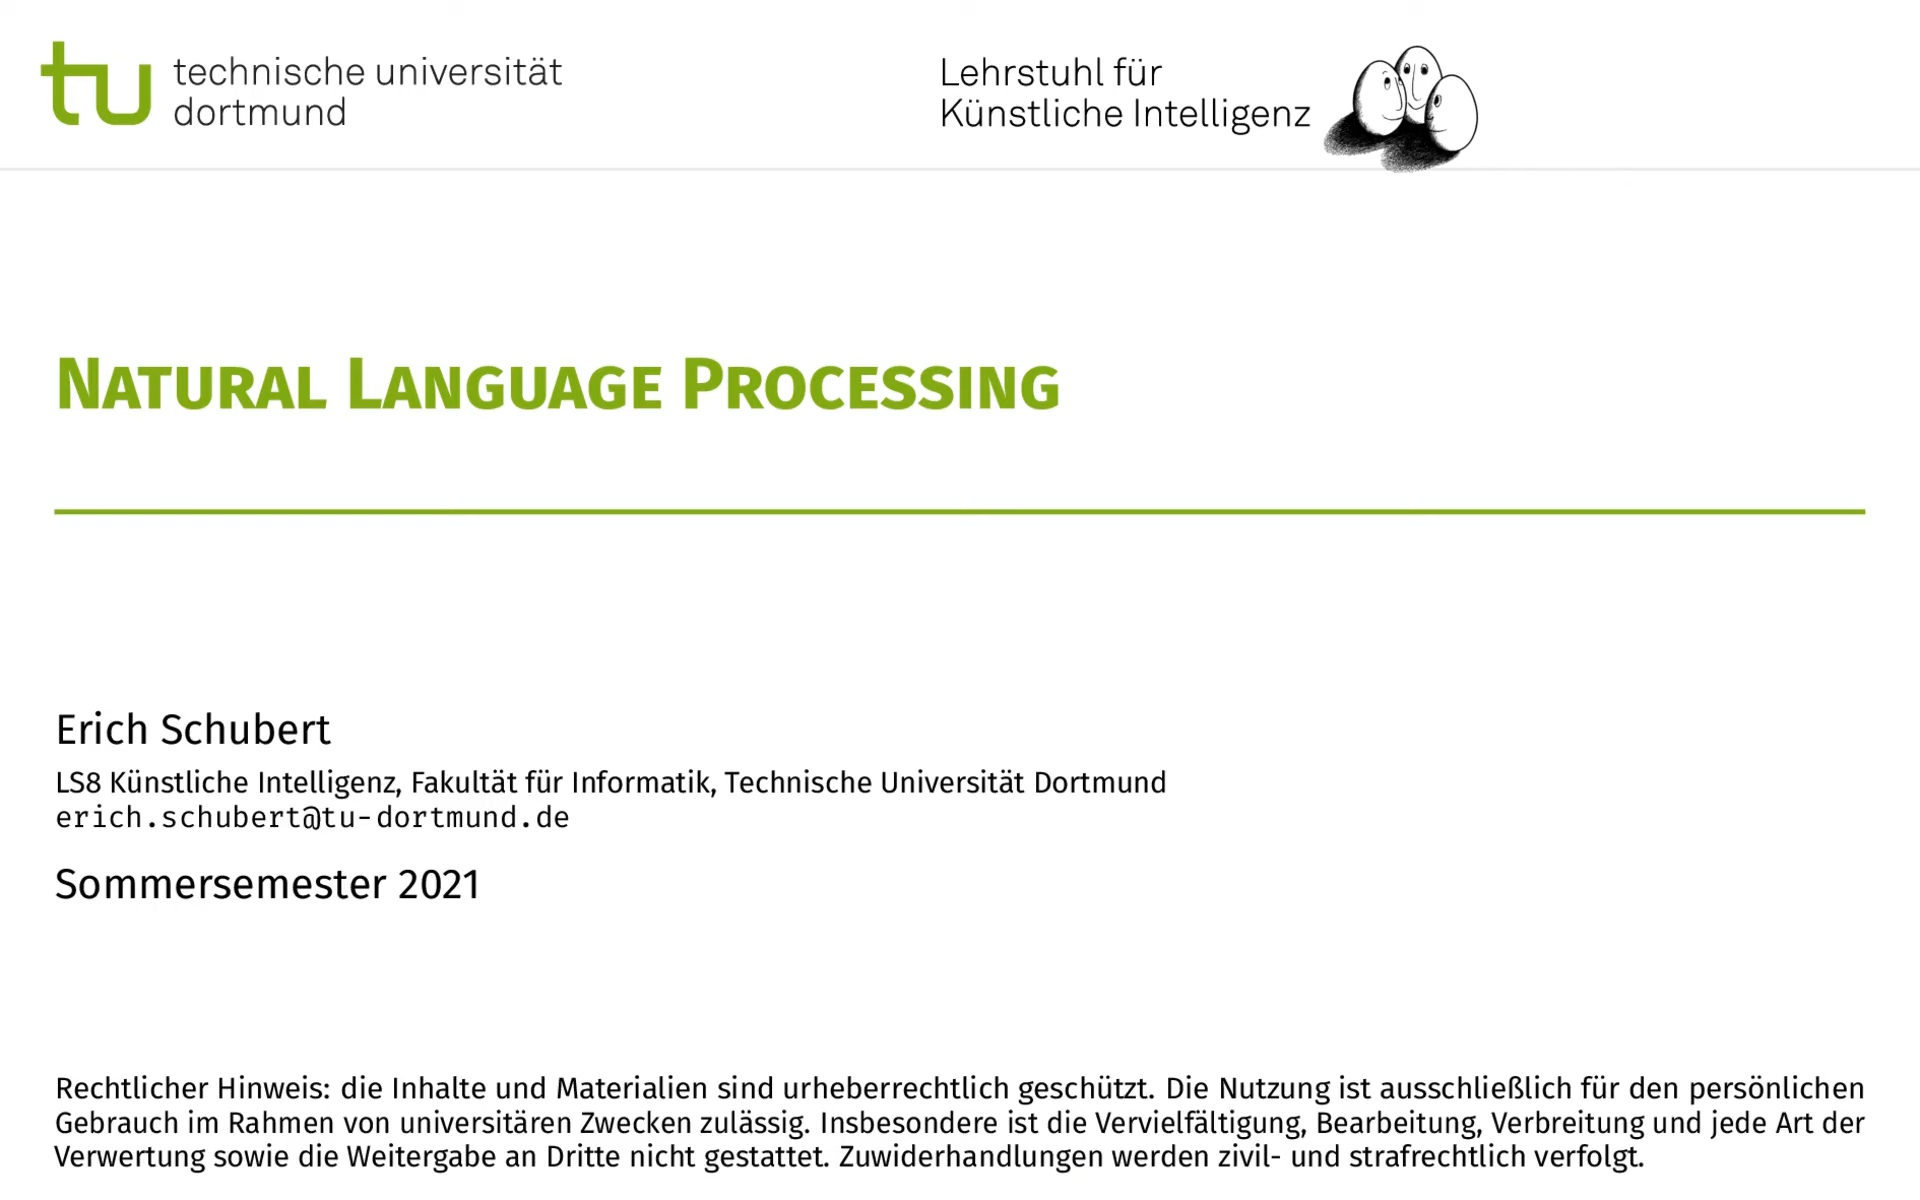 tu technische universität
dortmund
Lehrstuhl für
Künstliche Intelligenz
NATURAL LANGUAGE PROCESSING
Erich Schubert
LS8 Künstliche Intelligenz, Fakultät für Informatik, Technische Universität Dortmund
erich.schubert@tu-dortmund.de
Sommersemester 2021
Rechtlicher Hinweis: die Inhalte und Materialien sind urheberrechtlich geschützt. Die Nutzung ist ausschließlich für den persönlichen
Gebrauch im Rahmen von universitären Zwecken zulässig. Insbesondere ist die Vervielfältigung, Bearbeitung, Verbreitung und jede Art der
Verwertung sowie die Weitergabe an Dritte nicht gestattet. Zuwiderhandlungen werden zivil- und strafrechtlich verfolgt.